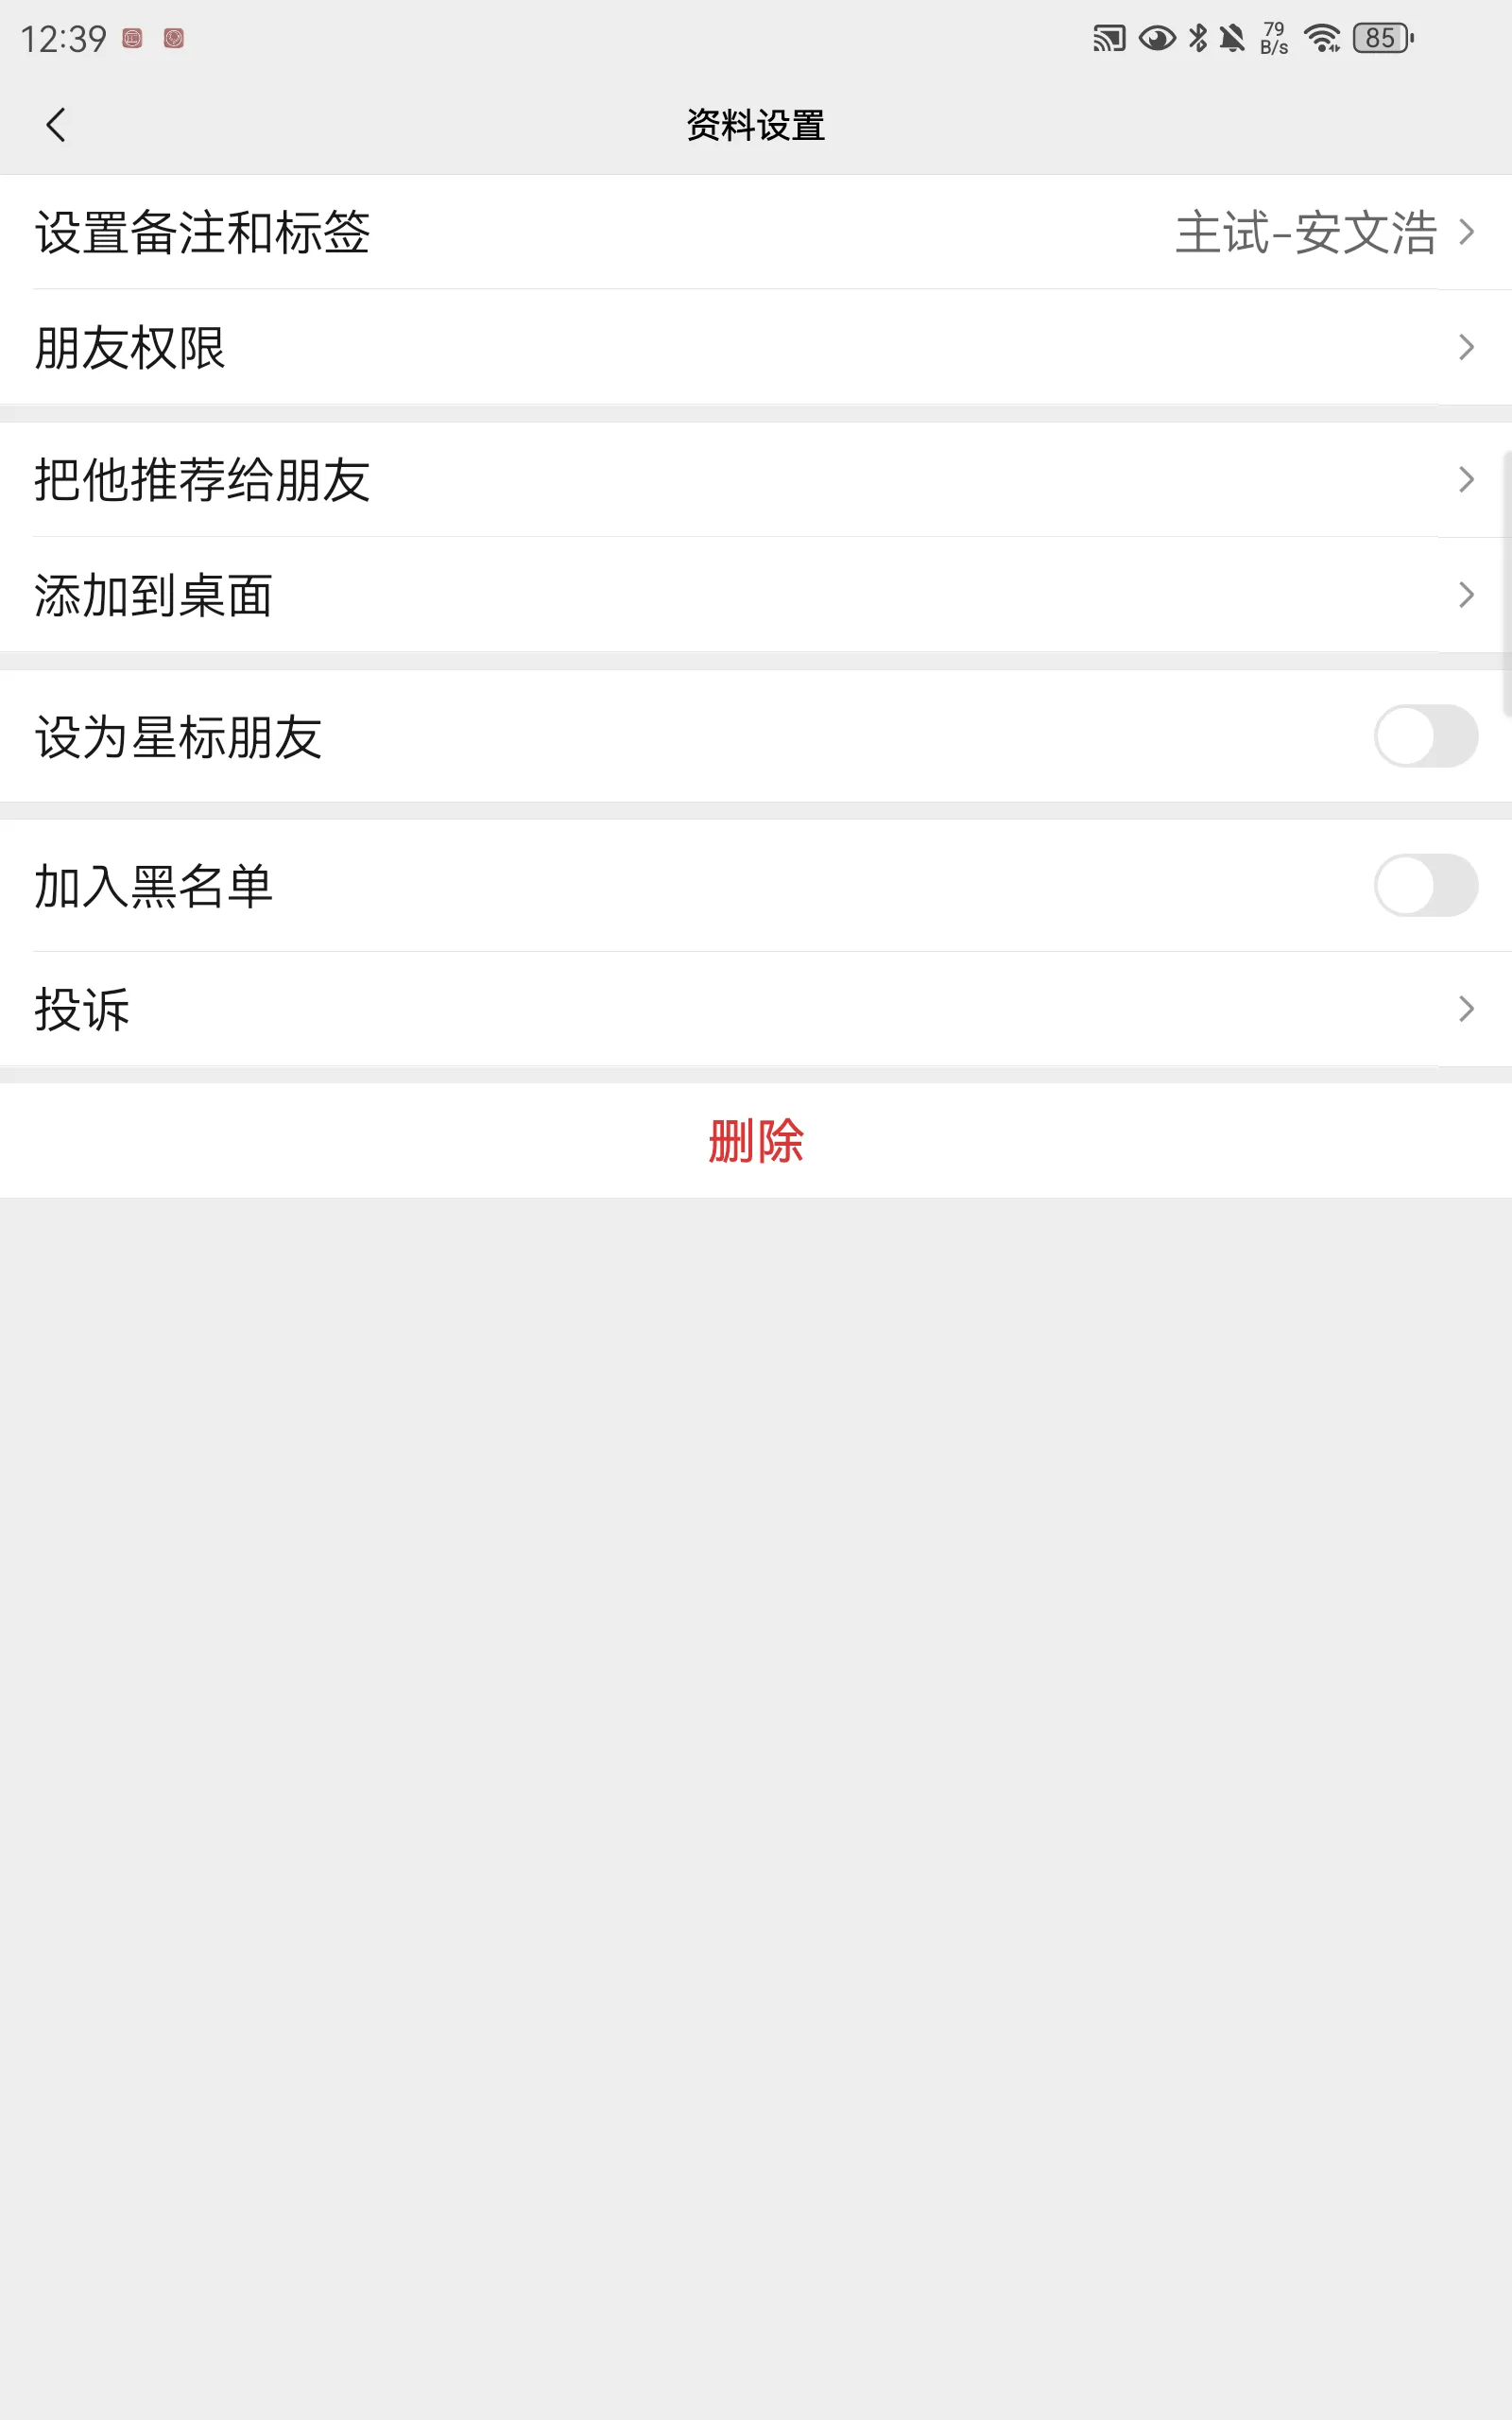 12:39
79
B/s
85
资料设置
设置备注和标签
主试-安文浩
朋友权限
把他推荐给朋友
添加到桌面
设为星标朋友
加入黑名单
投诉
删除